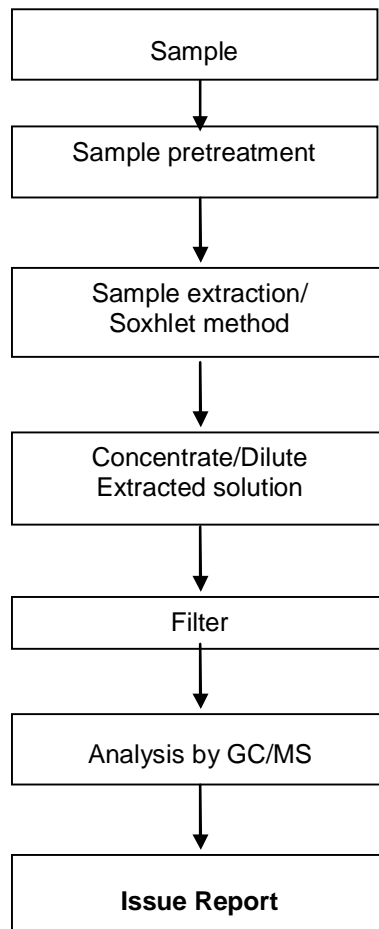 Sample
Sample pretreatment
Sample extraction/
Soxhlet method
Concentrate/Dilute
Extracted solution
Filter
Analysis by GC/MS
Issue Report